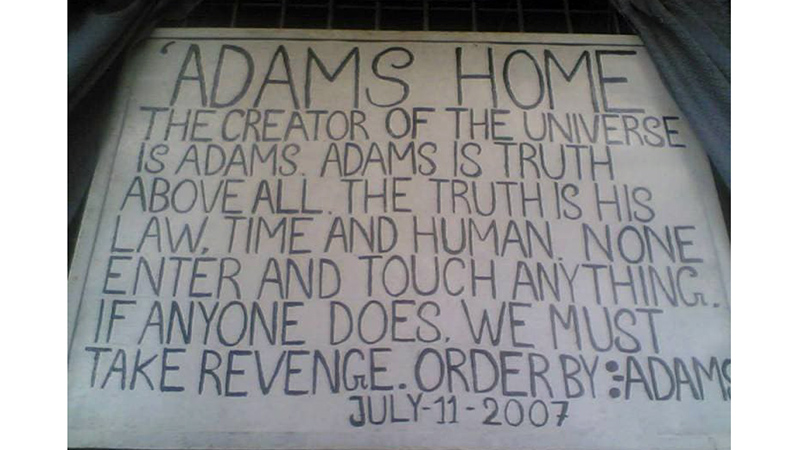 'ADAMS HOME
THE CREATOR OF THE UNIVERSE
IS ADAMS. ADAMS IS TRUTH
ABOVE ALL. THE TRUTH IS HIS
LAW, TIME AND HUMAN. NONE
ENTER AND TOUCH ANYTHING.
IF ANYONE DOES, WE MUST
TAKE REVENGE. ORDER BY :ADAMS
JULY-11-2007